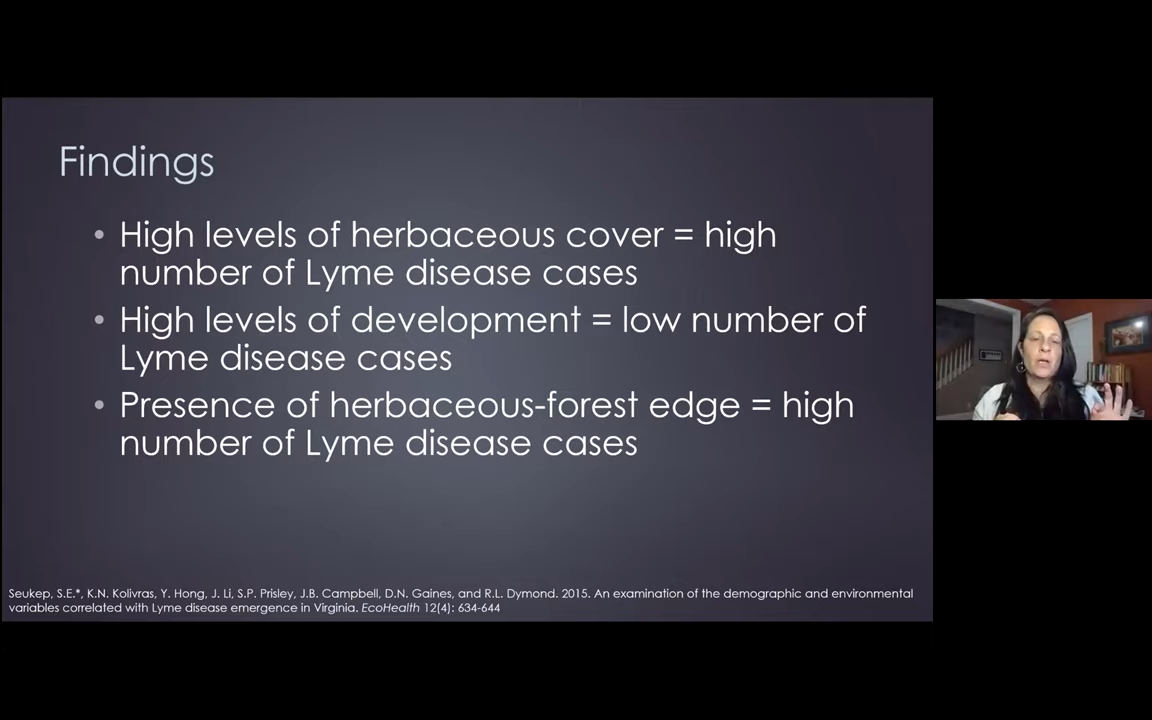 Findings
• High levels of herbaceous cover = high
number of Lyme disease cases
• High levels of development = low number of
Lyme disease cases
• Presence of herbaceous-forest edge = high
number of Lyme disease cases
Seukep, S.E.*, K.N. Kolivras, Y. Hong, J. Li, S.P. Prisley, J.B. Campbell, D.N. Gaines, and R.L. Dymond. 2015. An examination of the demographic and environmental
variables correlated with Lyme disease emergence in Virginia. EcoHealth 12(4): 634-644